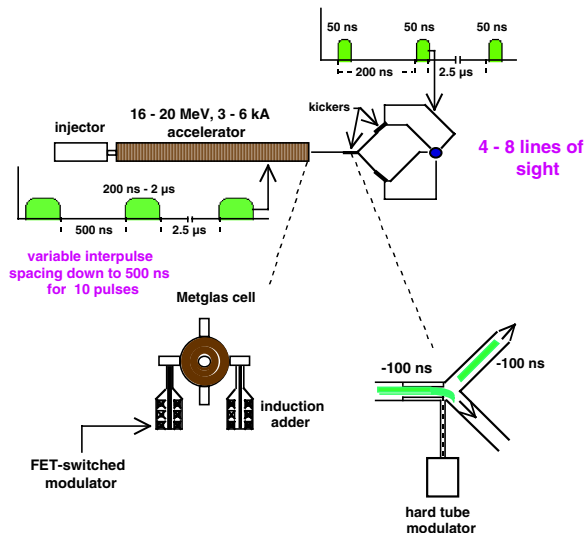 50 ns 50 ns 50 ns
200 ns 2.5 µs
kickers
16 - 20 MeV, 3 - 6 kA
accelerator
injector
4 - 8 lines of
sight
200 ns - 2 µs
500 ns 2.5 µs
variable interpulse
spacing down to 500 ns
for 10 pulses
Metglas cell
-100 ns
-100 ns
induction
adder
FET-switched
modulator
hard tube
modulator